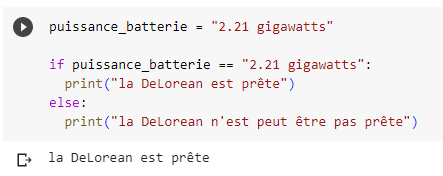 puissance_batterie = "2.21 gigawatts"
if puissance_batterie == "2.21 gigawatts":
print("la DeLorean est prête")
else:
print("la DeLorean n'est peut être pas prête")
la DeLorean est prête